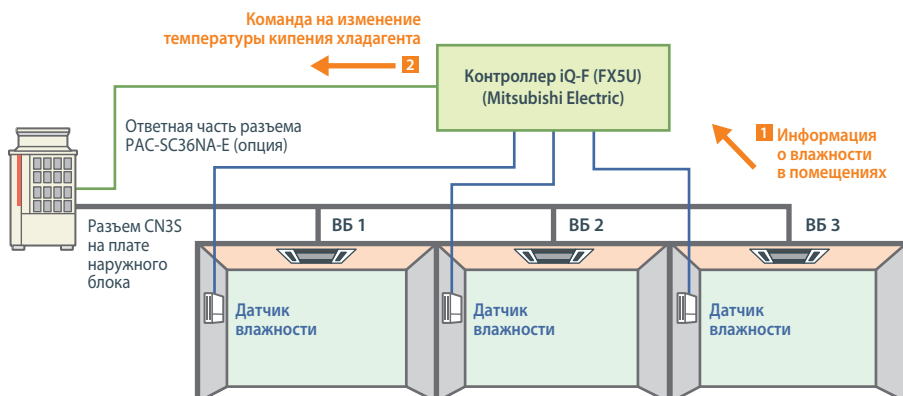 Команда на изменение
температуры кипения хладагента
2
Контроллер iQ-F (FX5U)
(Mitsubishi Electric)
Ответная часть разъема
PAC-SC36NA-E (опция)
1 Информация
о влажности
в помещениях
Разъем CN3S
на плате
наружного
блока
ВБ 1
ВБ 2
ВБ 3
Датчик
влажности
Датчик
влажности
Датчик
влажности